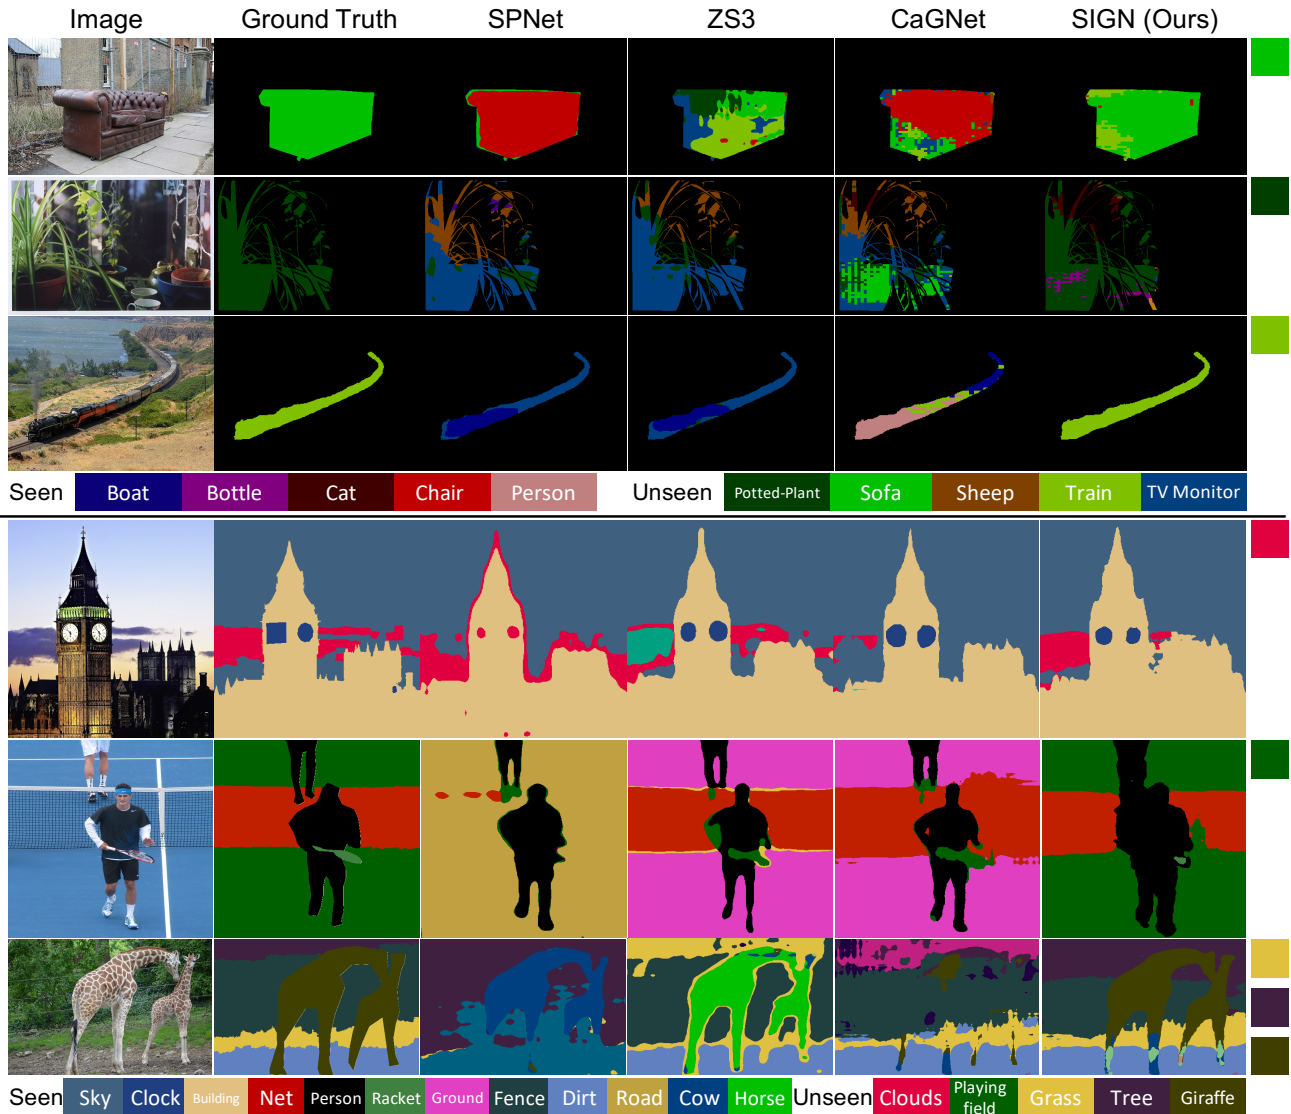 Image Ground Truth SPNet ZS3 CaGNet SIGN (Ours)
Seen Boat Bottle Cat Chair Person Unseen Potted-Plant Sofa Sheep Train TV Monitor
Seen Sky Clock Building Net Person Racket Ground Fence Dirt Road Cow Horse Unseen Clouds Playing field Grass Tree Giraffe